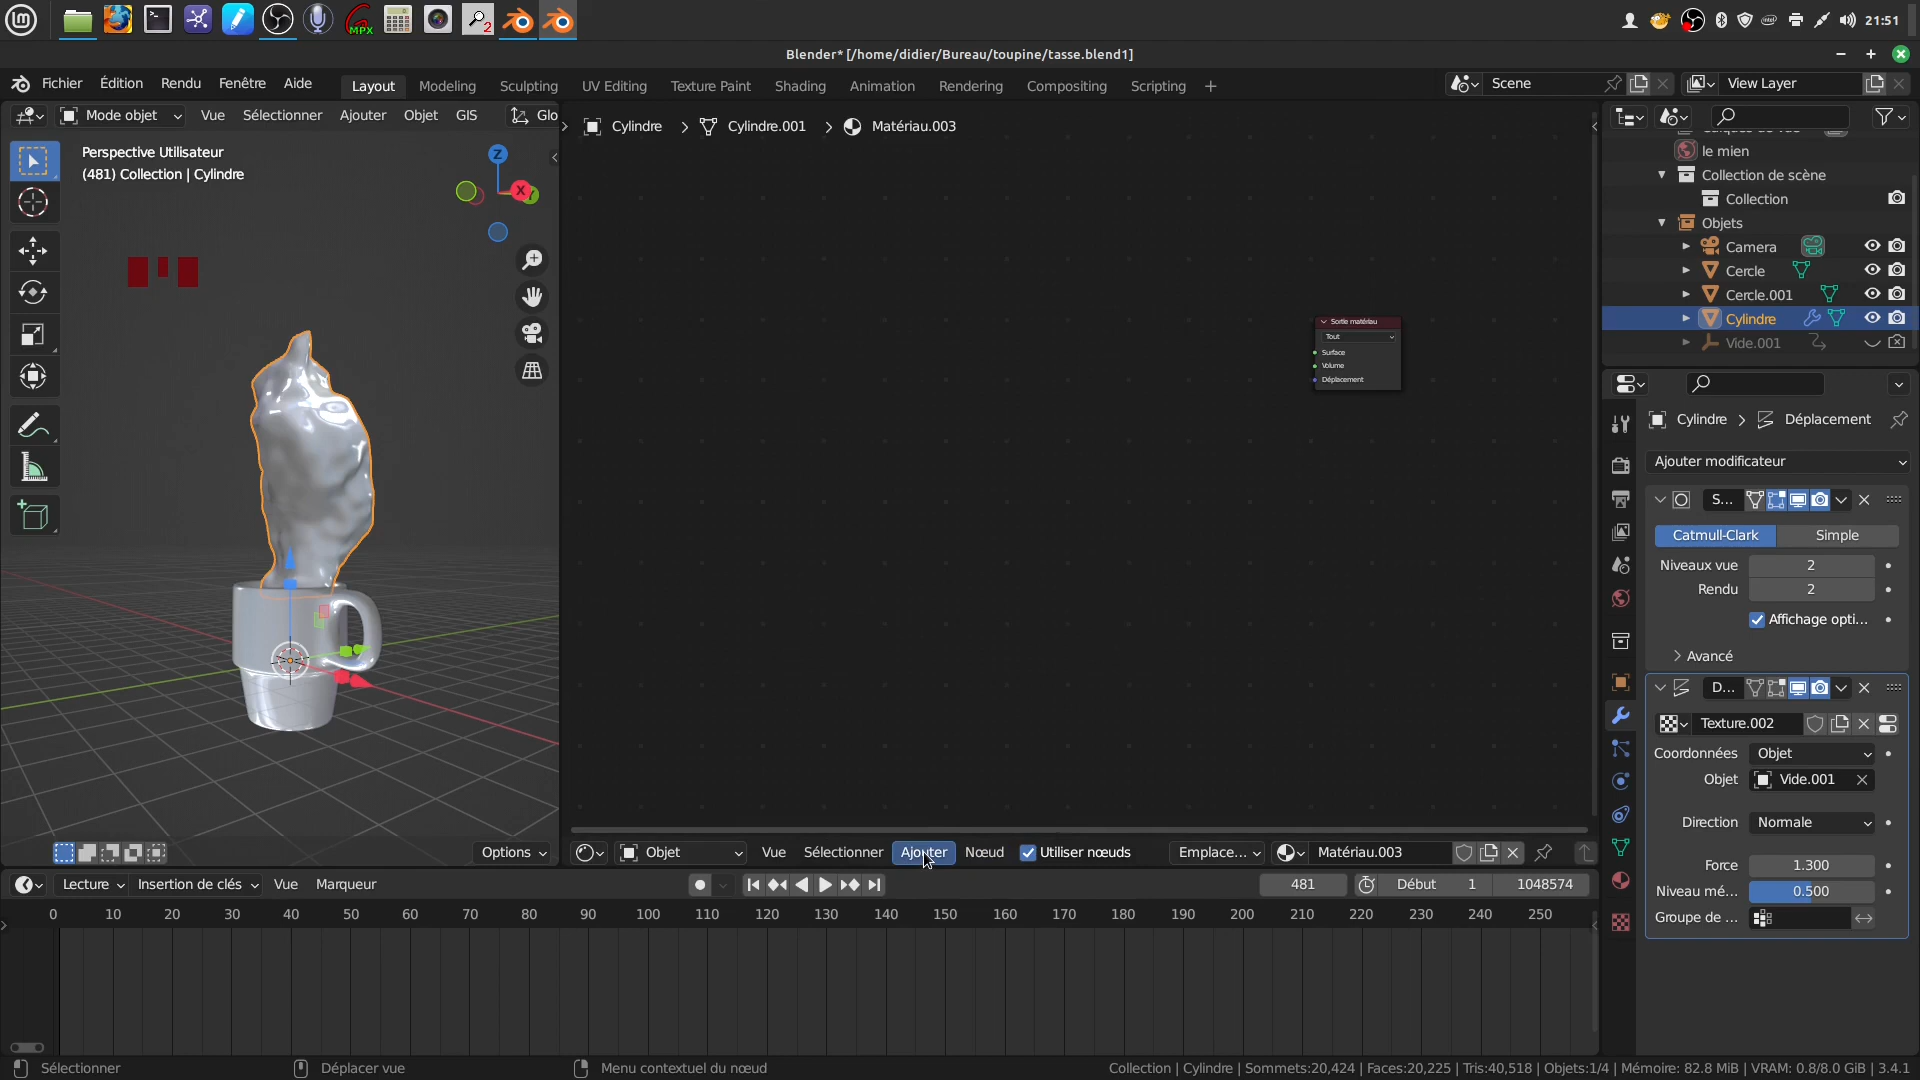 MPX
2
21:51
Blender* [/home/didier/Bureau/toupine/tasse.blend1]
Fichier Édition Rendu Fenêtre Aide
Layout Modeling Sculpting UV Editing Texture Paint Shading Animation Rendering Compositing Scripting +
Scene
View Layer
Mode objet Vue Sélectionner Ajouter Objet GIS Glo
Cylindre > Cylindre.001 > Matériau.003
Perspective Utilisateur
(481) Collection | Cylindre
Z
X
Y
Sortie matériau
Tout
Surface
Volume
Déplacement
le mien
Collection de scène
Collection
Objets
Camera
Cercle
Cercle.001
Cylindre
Vide.001
Cylindre > Déplacement
Ajouter modificateur
S...
Catmull-Clark Simple
Niveaux vue 2
Rendu 2
Affichage opti...
Avancé
D...
Texture.002
Coordonnées Objet
Objet Vide.001
Direction Normale
Force 1.300
Niveau mé... 0.500
Groupe de ...
Options
Objet Vue Sélectionner Ajouter Nœud Utiliser nœuds Emplace... Matériau.003
Lecture Insertion de clés Vue Marqueur 481 Début 1 1048574
0 10 20 30 40 50 60 70 80 90 100 110 120 130 140 150 160 170 180 190 200 210 220 230 240 250
Sélectionner Déplacer vue Menu contextuel du nœud Collection | Cylindre | Sommets:20,424 | Faces:20,225 | Tris:40,518 | Objets:1/4 | Mémoire: 82.8 MiB | VRAM: 0.8/8.0 GiB | 3.4.1